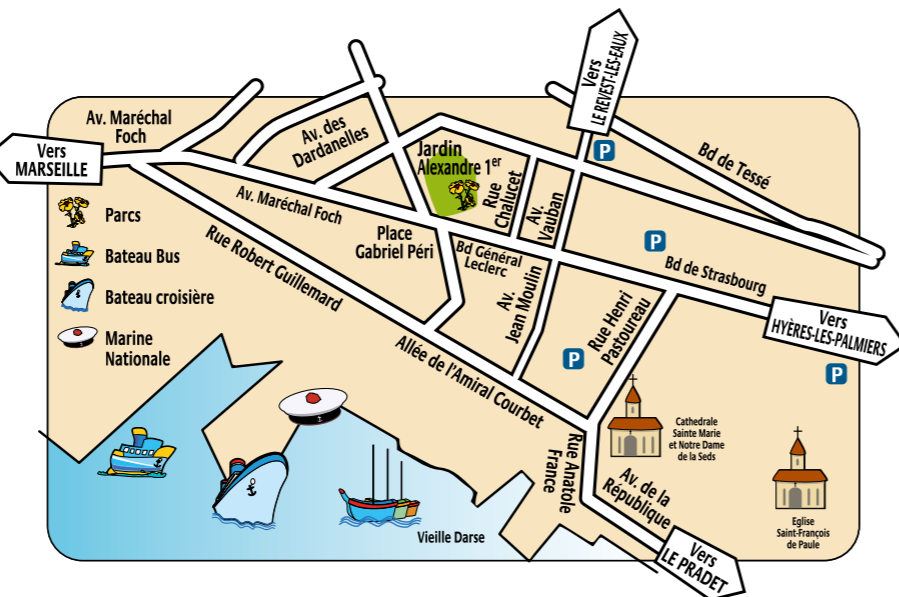 Vers
LE REVEST-LES-EAUX
Av. Maréchal
Foch
Av. des
Dardanelles
Vers
MARSEILLE
Jardin
Alexandre 1er
P
Bd de Tessé
Rue
Chalucet
Av.
Vauban
Av. Maréchal Foch
Parcs
Place
Gabriel Péri
Bd Général
Leclerc
P
Bd de Strasbourg
Bateau Bus
Rue Robert Guillemard
Bateau croisière
Av.
Jean Moulin
Rue Henri
Pastoureau
Vers
HYÈRES-LES-PALMIERS
Marine
Nationale
P
P
Allée de l'Amiral Courbet
Cathedrale
Sainte Marie
et Notre Dame
de la Seds
Rue Anatole
France
Av. de la
République
Eglise
Saint-François
de Paule
Vieille Darse
Vers
LE PRADET